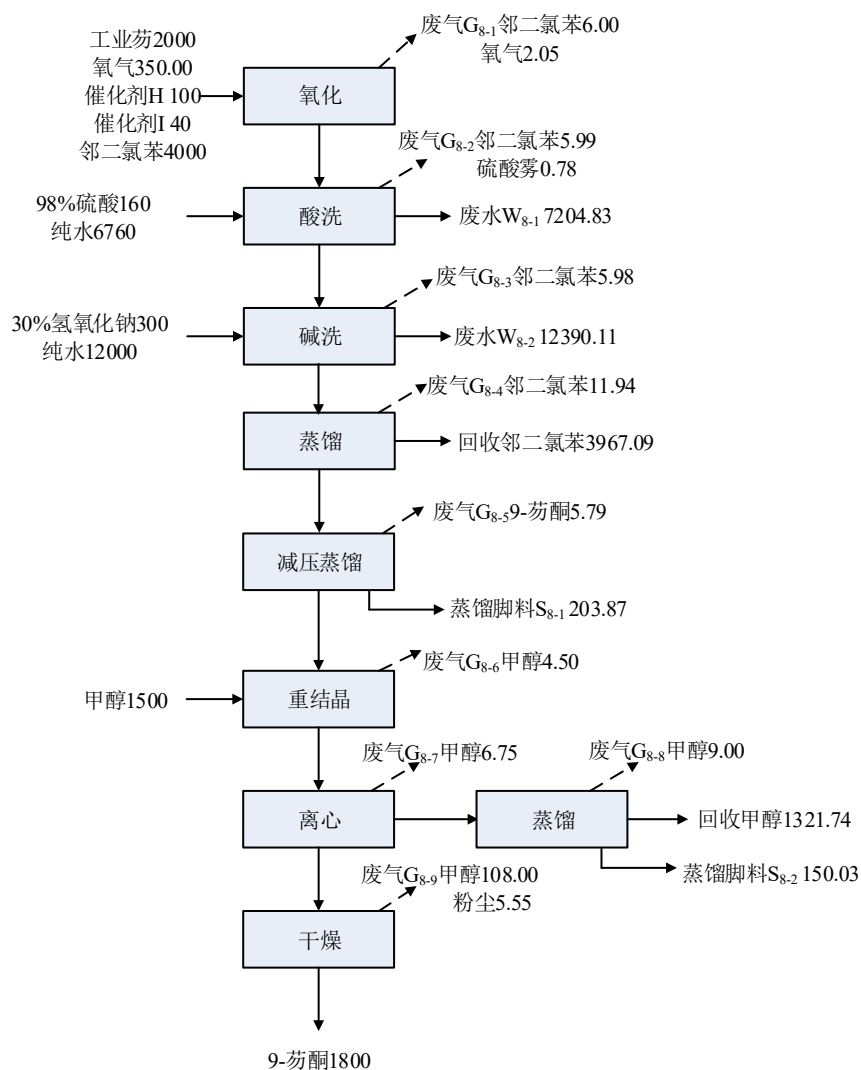 工业芴2000
氧气350.00
催化剂H 100
催化剂I 40
邻二氯苯4000
氧化
废气G8-1邻二氯苯6.00
氧气2.05
废气G8-2邻二氯苯5.99
硫酸雾0.78
98%硫酸160
纯水6760
酸洗
废水W8-1 7204.83
废气G8-3邻二氯苯5.98
30%氢氧化钠300
纯水12000
碱洗
废水W8-2 12390.11
废气G8-4邻二氯苯11.94
蒸馏
回收邻二氯苯3967.09
废气G8-59-芴酮5.79
减压蒸馏
蒸馏脚料S8-1 203.87
废气G8-6甲醇4.50
甲醇1500
重结晶
废气G8-7甲醇6.75
废气G8-8甲醇9.00
离心
蒸馏
回收甲醇1321.74
蒸馏脚料S8-2 150.03
废气G8-9甲醇108.00
粉尘5.55
干燥
9-芴酮1800